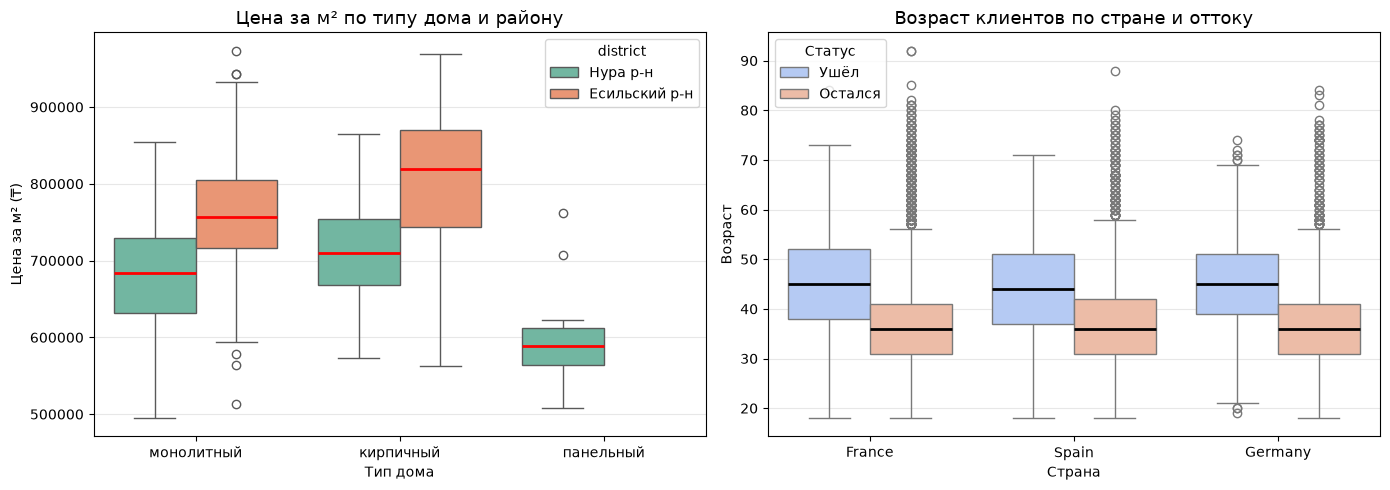 Цена за м² по типу дома и району
district
Нура р-н
Есильский р-н
Цена за м² (₸)
900000
800000
700000
600000
500000
монолитный
кирпичный
панельный
Тип дома
Возраст клиентов по стране и оттоку
Статус
Ушёл
Остался
Возраст
90
80
70
60
50
40
30
20
France
Spain
Germany
Страна